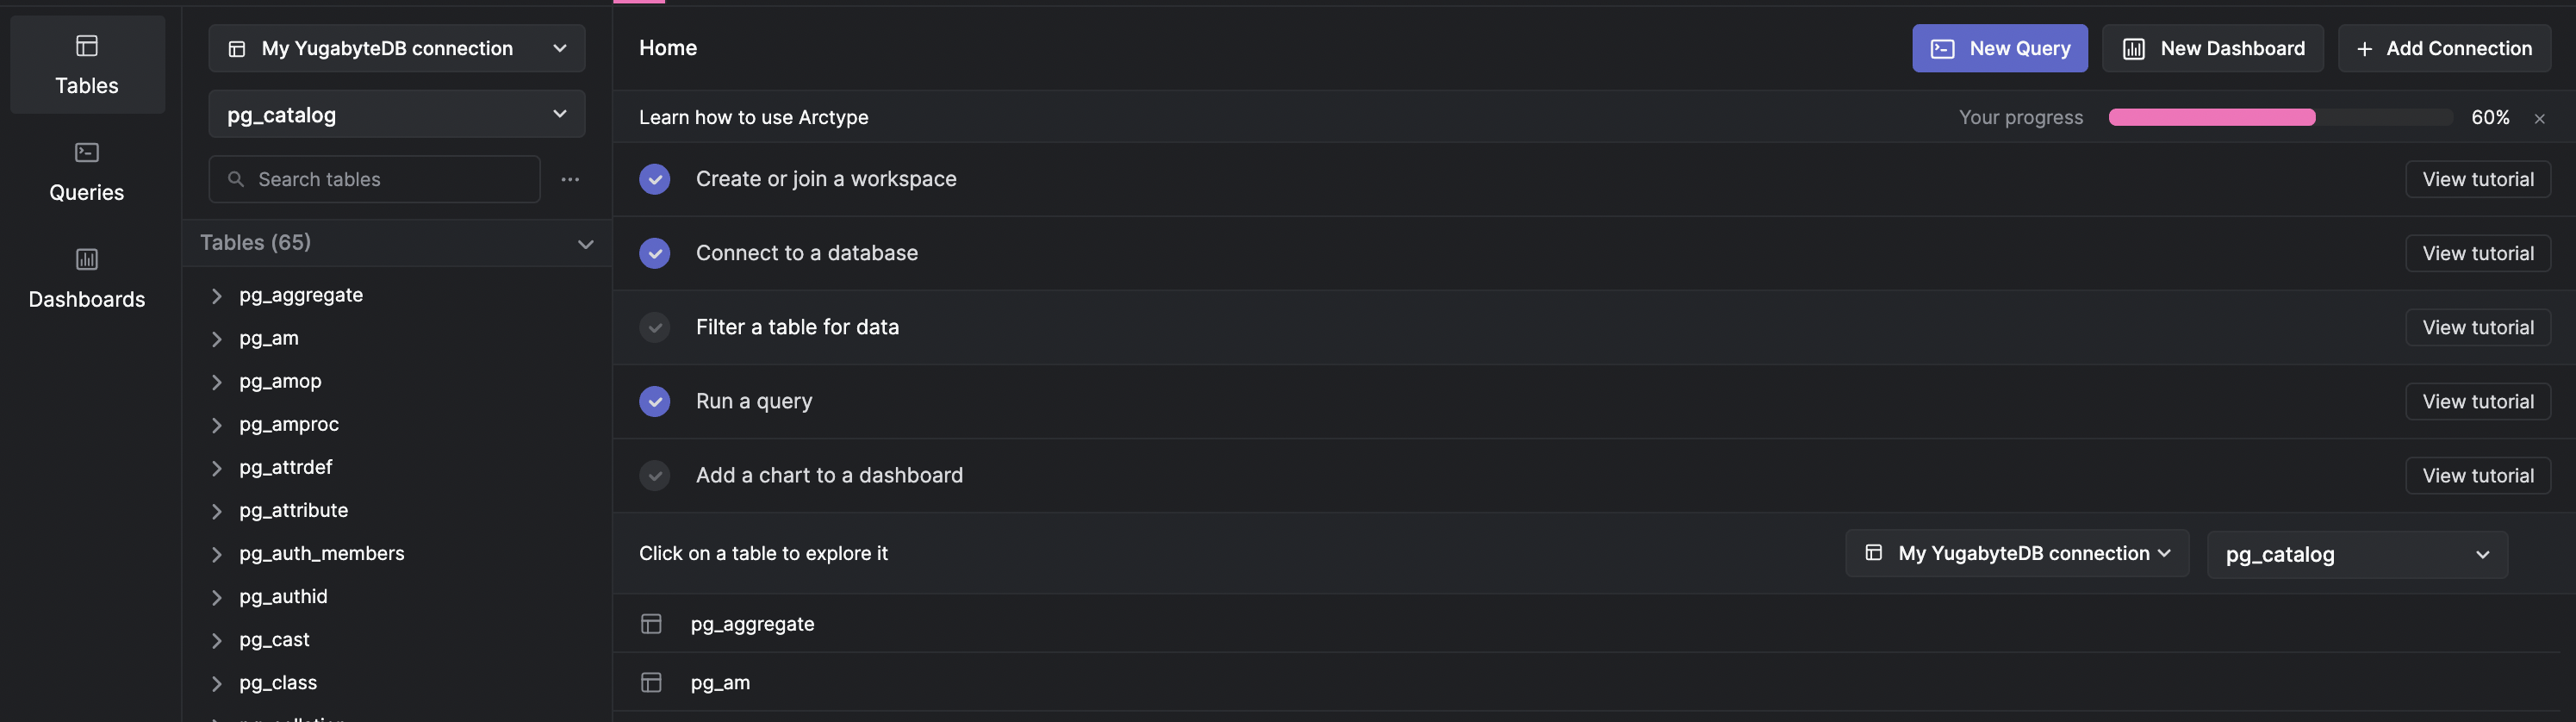 Tables
Queries
Dashboards
My YugabyteDB connection
pg_catalog
Search tables
Tables (65)
pg_aggregate
pg_am
pg_amop
pg_amproc
pg_attrdef
pg_attribute
pg_auth_members
pg_authid
pg_cast
pg_class
Home
New Query
New Dashboard
Add Connection
Learn how to use Arctype
Your progress
60%
Create or join a workspace
View tutorial
Connect to a database
View tutorial
Filter a table for data
View tutorial
Run a query
View tutorial
Add a chart to a dashboard
View tutorial
Click on a table to explore it
My YugabyteDB connection
pg_catalog
pg_aggregate
pg_am